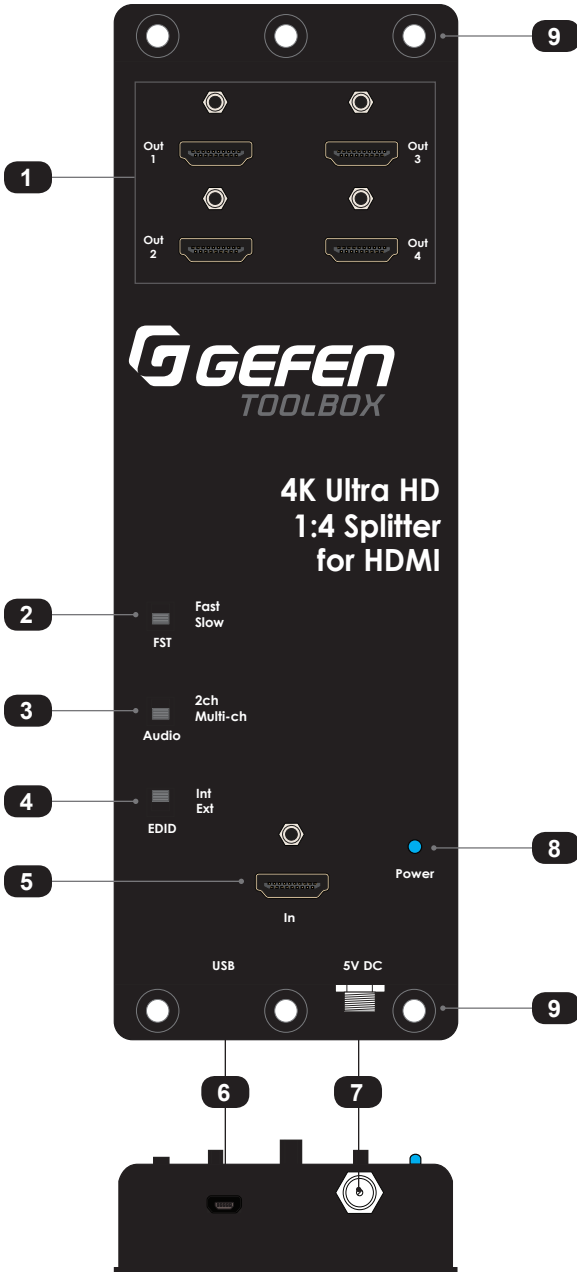 9
1
Out
1
Out
3
Out
2
Out
4
GEFEN
TOOLBOX
4K Ultra HD
1:4 Splitter
for HDMI
2
Fast
Slow
FST
3
2ch
Multi-ch
Audio
4
Int
Ext
EDID
8
Power
5
In
USB
5V DC
9
6
7